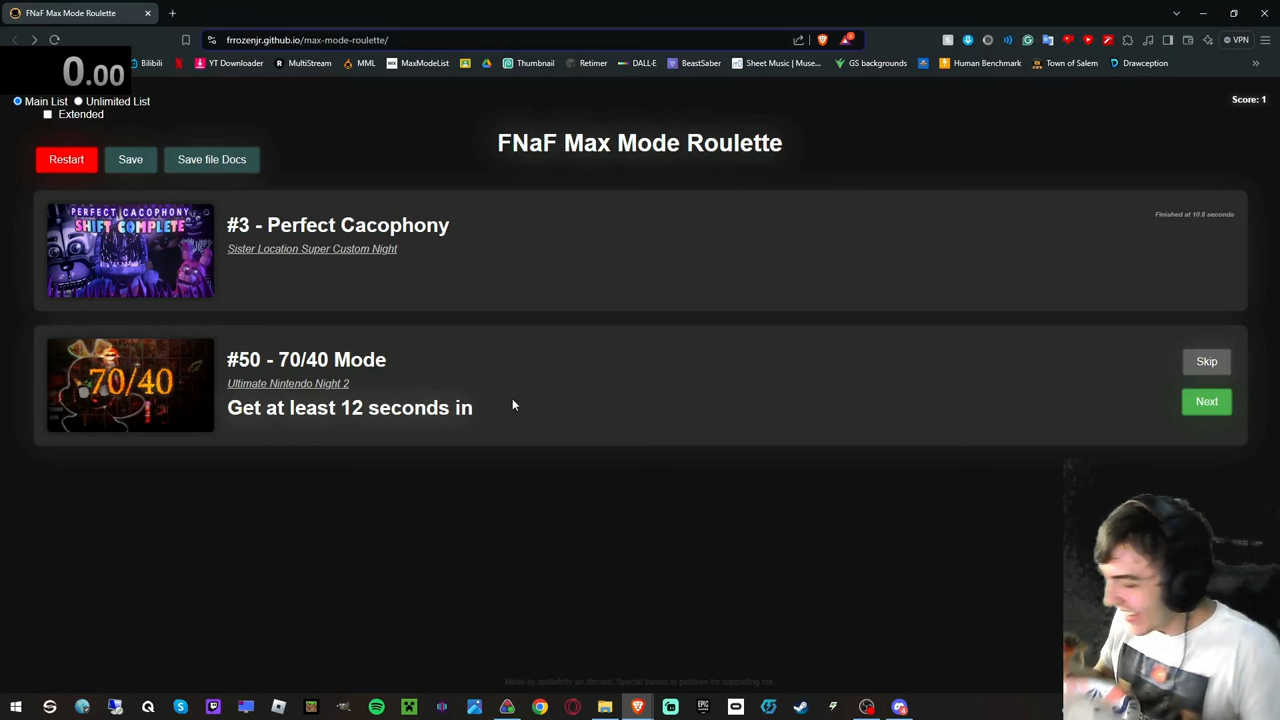 FNaF Max Mode Roulette
frrozenjr.github.io/max-mode-roulette/
VPN
0.00
Bilibili
YT Downloader
MultiStream
MML
MaxModeList
Thumbnail
Retimer
DALL·E
BeastSaber
Sheet Music | Muse...
GS backgrounds
Human Benchmark
Town of Salem
Drawception
Main List
Unlimited List
Extended
Score: 1
FNaF Max Mode Roulette
Restart
Save
Save file Docs
PERFECT CACOPHONY
SHIFT COMPLETE
#3 - Perfect Cacophony
Sister Location Super Custom Night
Finished at 10.8 seconds
70/40
#50 - 70/40 Mode
Ultimate Nintendo Night 2
Get at least 12 seconds in
Skip
Next